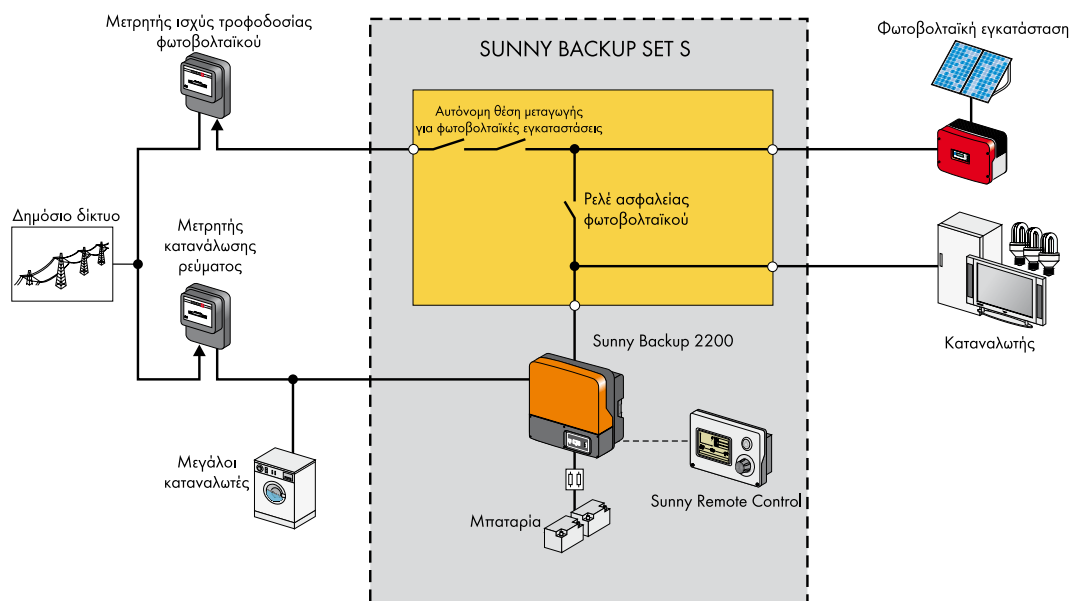 Μετρητής ισχύς τροφοδοσίας
φωτοβολταϊκού
SUNNY BACKUP SET S
Φωτοβολταϊκή εγκατάσταση
Αυτόνομη θέση μεταγωγής
για φωτοβολταϊκές εγκαταστάσεις
Ρελέ ασφαλείας
φωτοβολταϊκού
Δημόσιο δίκτυο
Μετρητής
κατανάλωσης
ρεύματος
Sunny Backup 2200
Καταναλωτής
Μεγάλοι
καταναλωτές
Μπαταρία
Sunny Remote Control